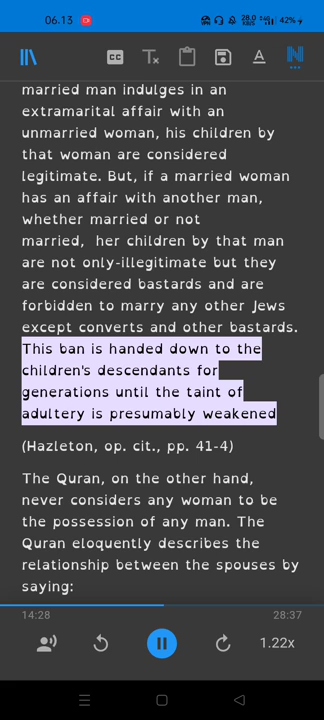 06.13
28.0
KB/S
240
42%
CC
A
N
married man indulges in an
extramarital affair with an
unmarried woman, his children by
that woman are considered
legitimate. But, if a married woman
has an affair with another man,
whether married or not
married,  her children by that man
are not only-illegitimate but they
are considered bastards and are
forbidden to marry any other Jews
except converts and other bastards.
This ban is handed down to the
children's descendants for
generations until the taint of
adultery is presumably weakened
(Hazleton, op. cit., pp. 41-4)
The Quran, on the other hand,
never considers any woman to be
the possession of any man. The
Quran eloquently describes the
relationship between the spouses by
saying:
14:28
28:37
1.22x